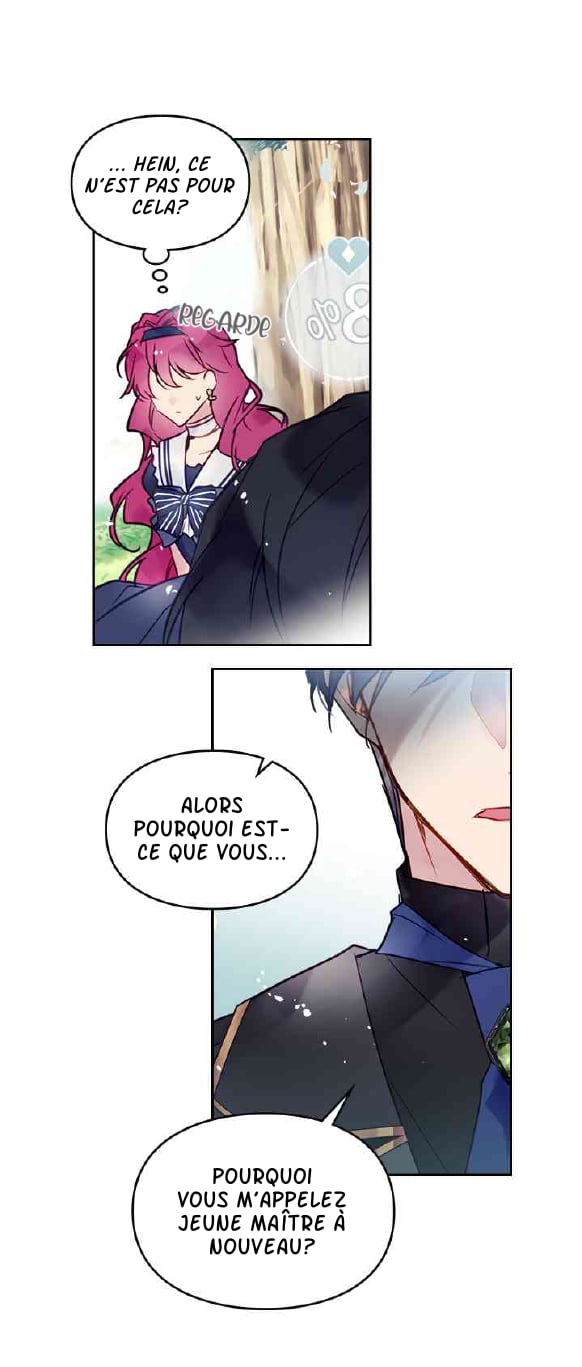 ... HEIN, CE
N'EST PAS POUR
CELA?
REGARDE
8%
ALORS
POURQUOI EST-
CE QUE VOUS...
POURQUOI
VOUS M'APPELEZ
JEUNE MAÎTRE À
NOUVEAU?